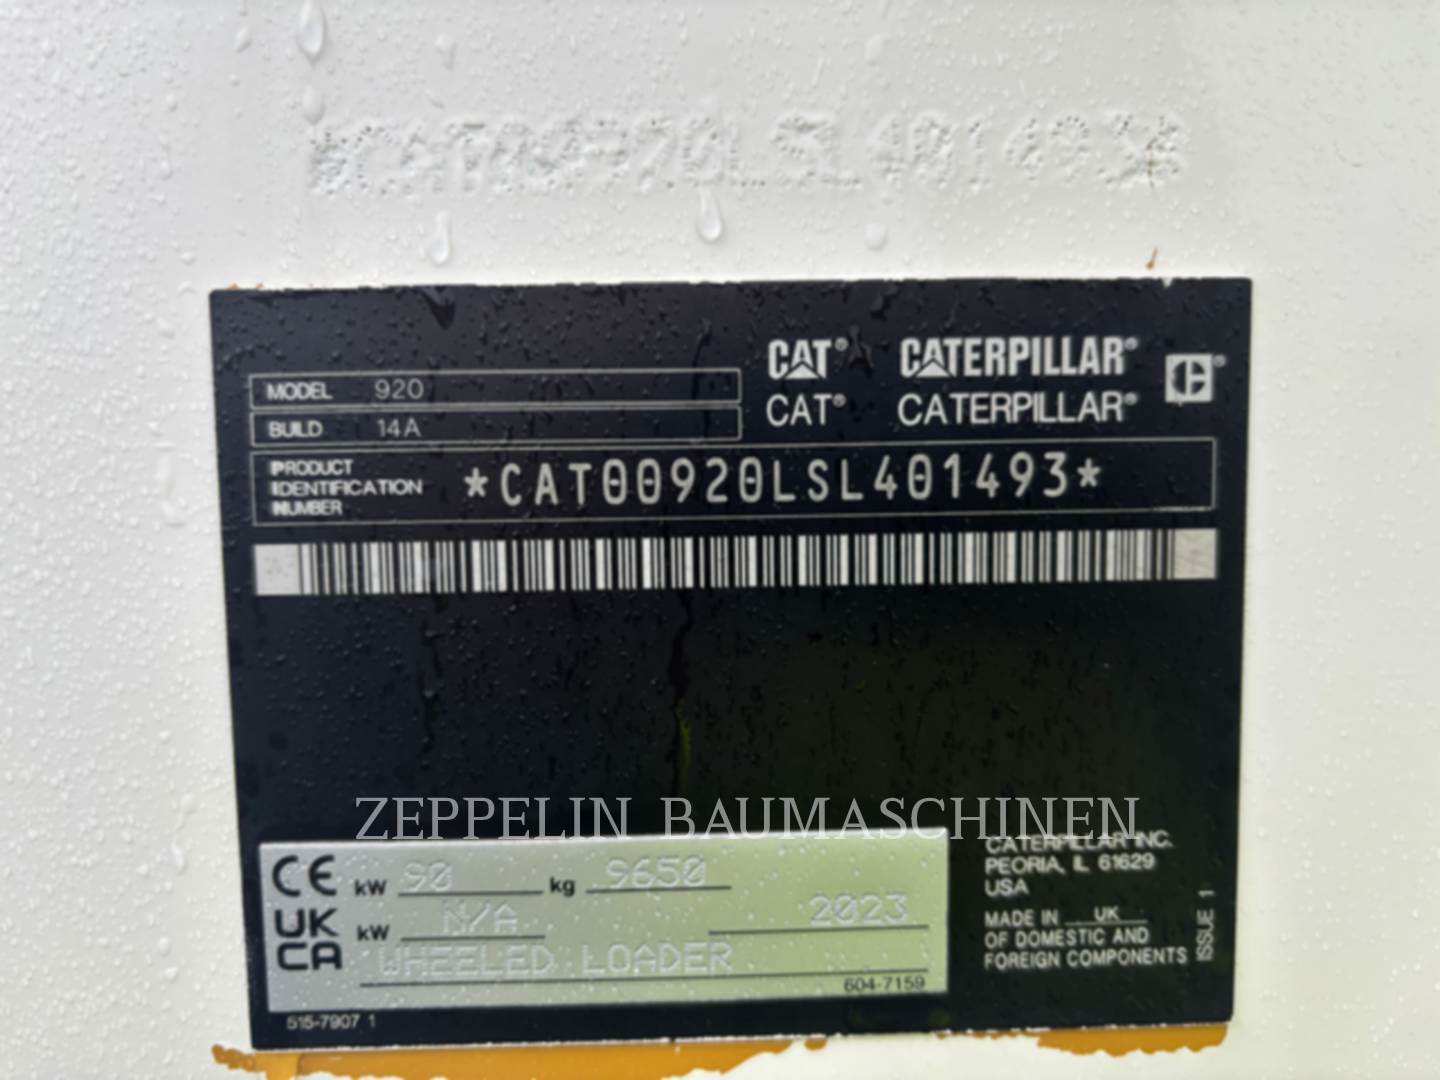 *CAT00920LSL401493*
CAT® CATERPILLAR®
CAT® CATERPILLAR®
MODEL 920
BUILD 14A
PRODUCT IDENTIFICATION NUMBER *CAT00920LSL401493*
ZEPPELIN BAUMASCHINEN
CE kW 90 kg 9650
UK CA kW N/A 2023
WHEELED LOADER
604-7159
515-7907 1
CATERPILLAR INC.
PEORIA, IL 61629
USA
MADE IN UK
OF DOMESTIC AND
FOREIGN COMPONENTS
ISSUE 1